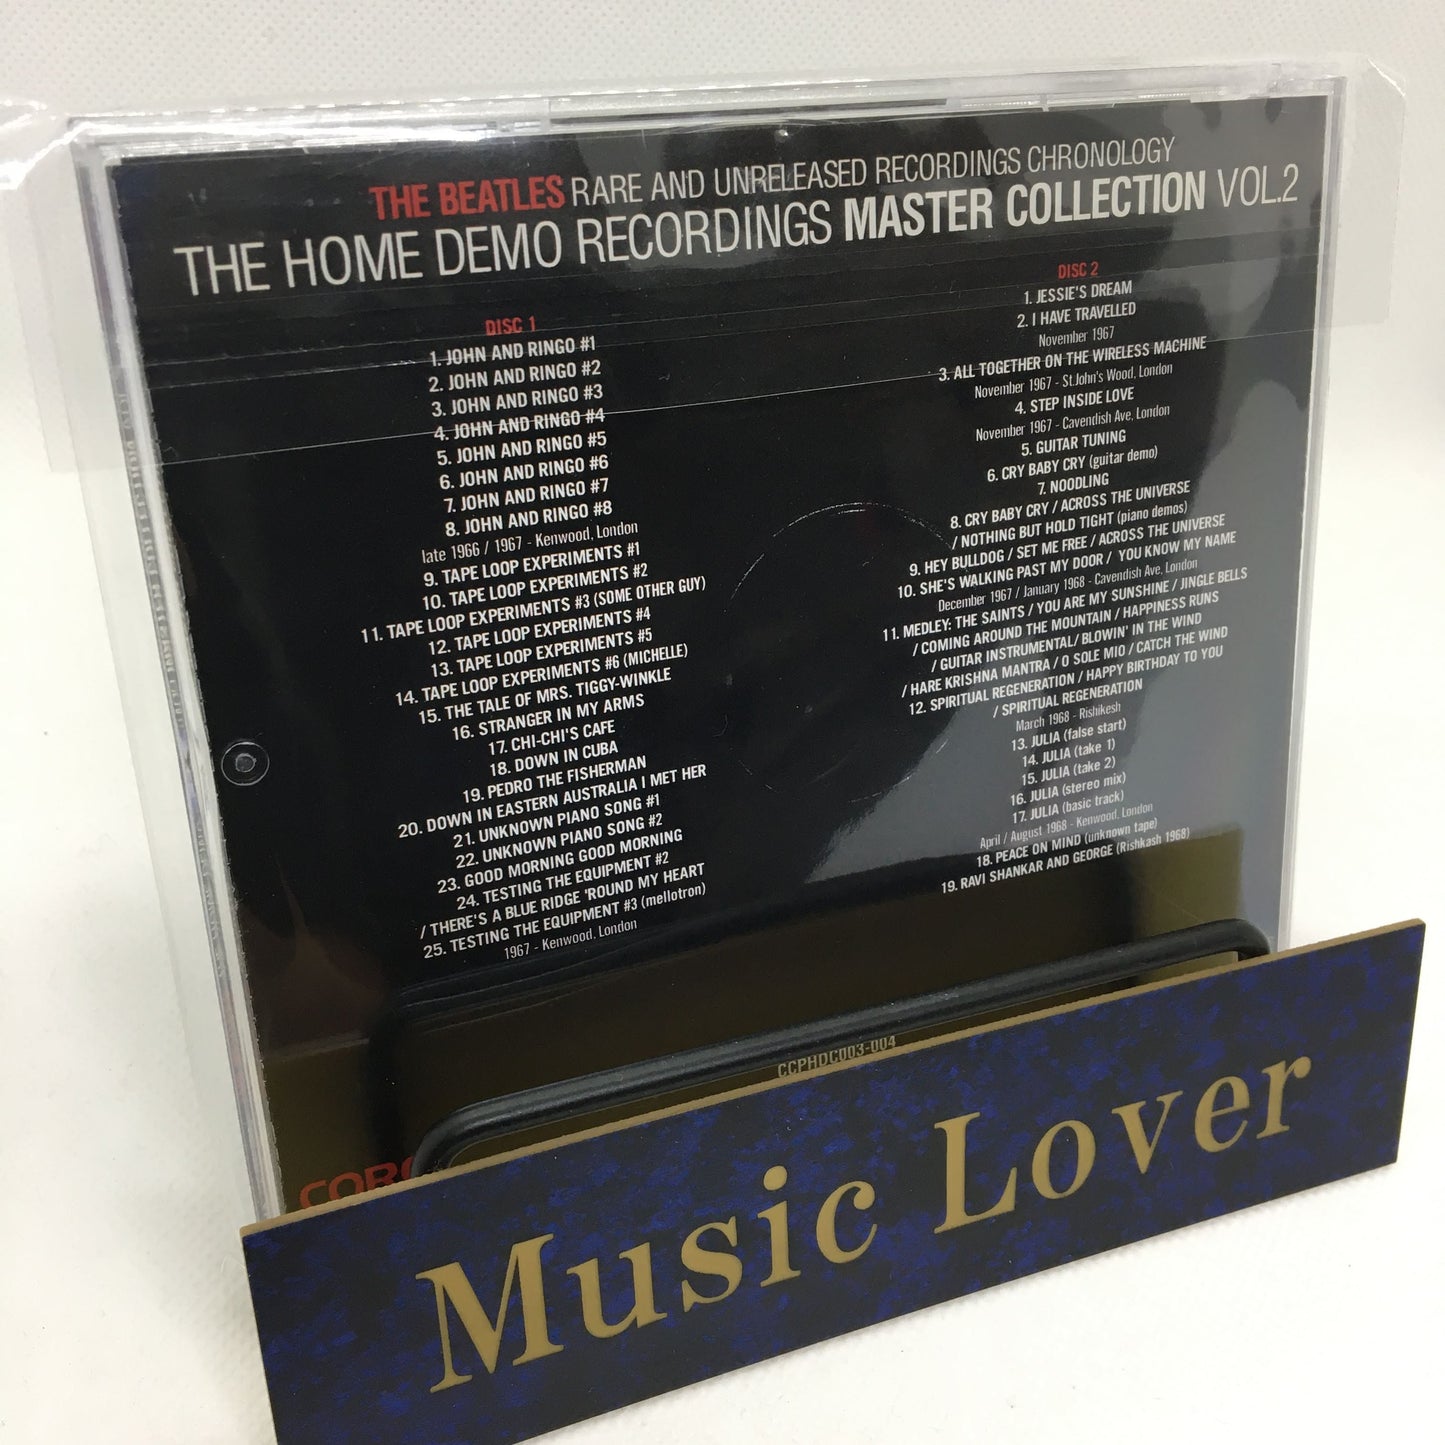 THE BEATLES RARE AND UNRELEASED RECORDINGS CHRONOLOGY
THE HOME DEMO RECORDINGS MASTER COLLECTION VOL.2
DISC 1
1. JOHN AND RINGO #1
2. JOHN AND RINGO #2
3. JOHN AND RINGO #3
4. JOHN AND RINGO #4
5. JOHN AND RINGO #5
6. JOHN AND RINGO #6
7. JOHN AND RINGO #7
8. JOHN AND RINGO #8
late 1966 / 1967 - Kenwood, London
9. TAPE LOOP EXPERIMENTS #1
10. TAPE LOOP EXPERIMENTS #2
11. TAPE LOOP EXPERIMENTS #3 (SOME OTHER GUY)
12. TAPE LOOP EXPERIMENTS #4
13. TAPE LOOP EXPERIMENTS #5
14. TAPE LOOP EXPERIMENTS #6 (MICHELLE)
15. THE TALE OF MRS. TIGGY-WINKLE
16. STRANGER IN MY ARMS
17. CHI-CHI'S CAFE
18. DOWN IN CUBA
19. PEDRO THE FISHERMAN
20. DOWN IN EASTERN AUSTRALIA I MET HER
21. UNKNOWN PIANO SONG #1
22. UNKNOWN PIANO SONG #2
23. GOOD MORNING GOOD MORNING
24. TESTING THE EQUIPMENT #2
/ THERE'S A BLUE RIDGE 'ROUND MY HEART
25. TESTING THE EQUIPMENT #3 (mellotron)
1967 - Kenwood, London
DISC 2
1. JESSIE'S DREAM
2. I HAVE TRAVELLED
November 1967
3. ALL TOGETHER ON THE WIRELESS MACHINE
November 1967 - St.John's Wood, London
4. STEP INSIDE LOVE
November 1967 - Cavendish Ave, London
5. GUITAR TUNING
6. CRY BABY CRY (guitar demo)
7. NOODLING
8. CRY BABY CRY / ACROSS THE UNIVERSE
/ NOTHING BUT HOLD TIGHT (piano demos)
9. HEY BULLDOG / SET ME FREE / ACROSS THE UNIVERSE
10. SHE'S WALKING PAST MY DOOR / YOU KNOW MY NAME
December 1967 / January 1968 - Cavendish Ave, London
11. MEDLEY: THE SAINTS / YOU ARE MY SUNSHINE / JINGLE BELLS
/ COMING AROUND THE MOUNTAIN / HAPPINESS RUNS
/ GUITAR INSTRUMENTAL/ BLOWIN' IN THE WIND
/ HARE KRISHNA MANTRA / O SOLE MIO / CATCH THE WIND
12. SPIRITUAL REGENERATION / HAPPY BIRTHDAY TO YOU
/ SPIRITUAL REGENERATION
March 1968 - Rishikesh
13. JULIA (false start)
14. JULIA (take 1)
15. JULIA (take 2)
16. JULIA (stereo mix)
17. JULIA (basic track)
April / August 1968 - Kenwood, London
18. PEACE ON MIND (unknown tape)
19. RAVI SHANKAR AND GEORGE (Rishkash 1968)
CCPHDC003-004
Music Lover